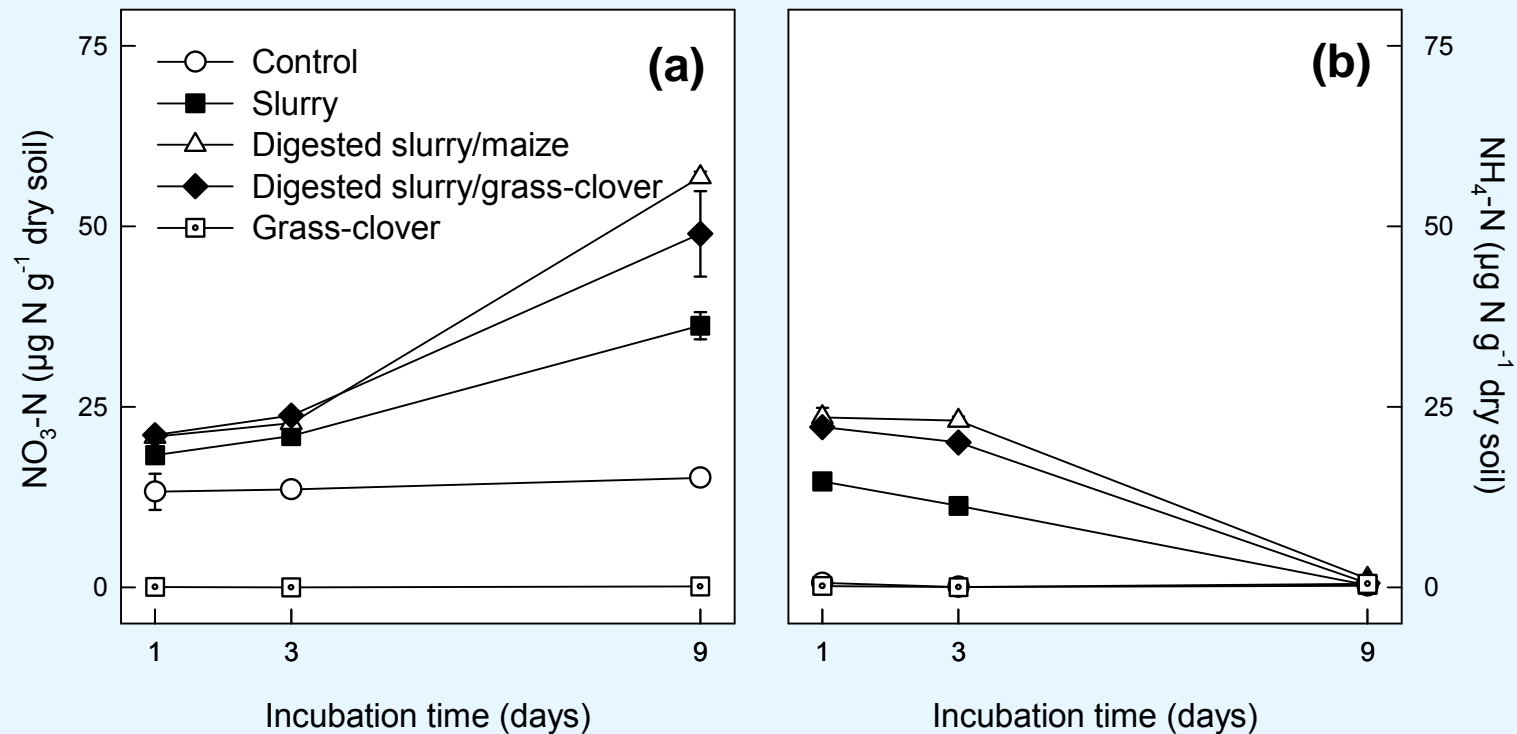 (a)
Control
Slurry
Digested slurry/maize
Digested slurry/grass-clover
Grass-clover
NO₃-N (µg N g⁻¹ dry soil)
75
50
25
0
1 3 9
Incubation time (days)
(b)
75
50
25
0
NH₄-N (µg N g⁻¹ dry soil)
1 3 9
Incubation time (days)